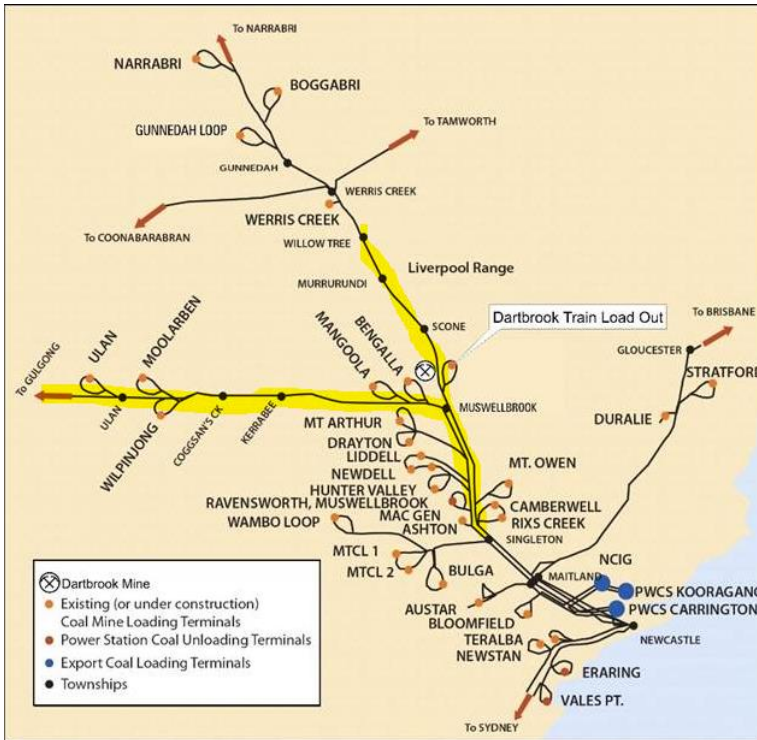 To NARRABRI
NARRABRI
BOGGABRI
GUNNEDAH LOOP
To TAMWORTH
GUNNEDAH
WERRIS CREEK
WERRIS CREEK
To COONABARABRAN
WILLOW TREE
Liverpool Range
MURRURUNDI
SCONE
Dartbrook Train Load Out
To BRISBANE
GLOUCESTER
STRATFORD
DURALIE
ULAN
MOOLARBEN
MANGOOLA
BENGALLA
To GULGONG
ULAN
WILPINJONG
COGGSAN'S CK
KERRABEE
MUSWELLBROOK
MT ARTHUR
DRAYTON
LIDDELL
NEWDELL
HUNTER VALLEY
RAVENSWORTH, MUSWELLBROOK
MAC GEN
ASHTON
WAMBO LOOP
MT. OWEN
CAMBERWELL
RIXS CREEK
SINGLETON
MTCL 1
MTCL 2
BULGA
MAITLAND
NCIG
PWCS KOORAGANG
PWCS CARRINGTON
AUSTAR
BLOOMFIELD
TERALBA
NEWSTAN
NEWCASTLE
ERARING
VALES PT.
To SYDNEY
Dartbrook Mine
Existing (or under construction)
Coal Mine Loading Terminals
Power Station Coal Unloading Terminals
Export Coal Loading Terminals
Townships